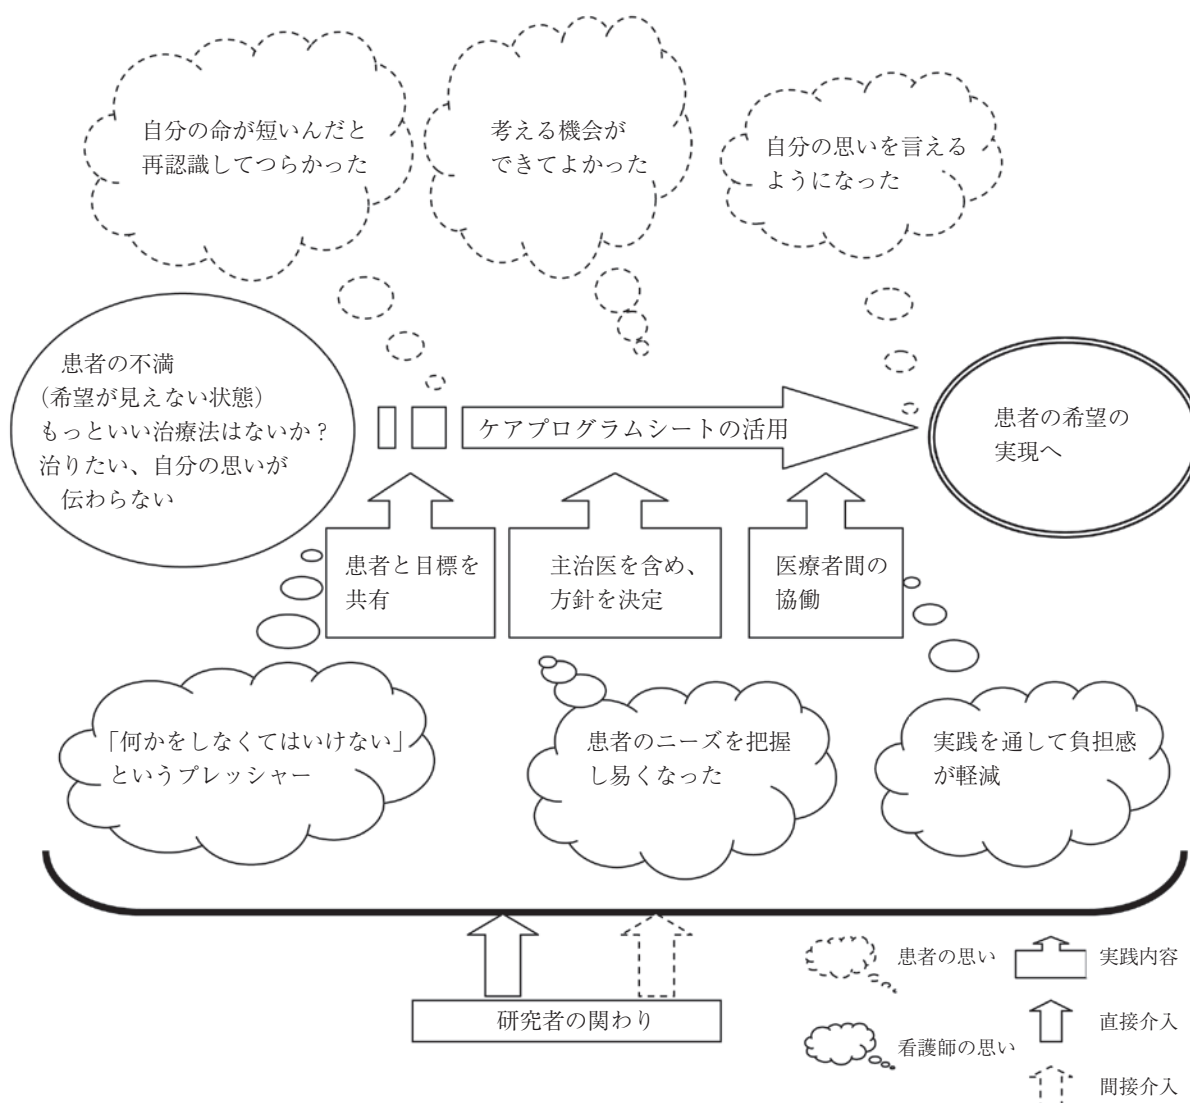 自分の命が短いんだと
再認識してつらかった
考える機会が
できてよかった
自分の思いを言える
ようになった
患者の不満
（希望が見えない状態）
もっといい治療法はないか？
治りたい、自分の思いが
伝わらない
ケアプログラムシートの活用
患者の希望の
実現へ
患者と目標を
共有
主治医を含め、
方針を決定
医療者間の
協働
「何かをしなくてはいけない」
というプレッシャー
患者のニーズを把握
し易くなった
実践を通して負担感
が軽減
研究者の関わり
患者の思い
実践内容
直接介入
看護師の思い
間接介入